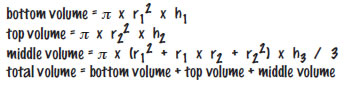 bottom volume = π x r₁² x h₁
top volume = π x r₂² x h₂
middle volume = π x (r₁² + r₁ x r₂ + r₂²) x h₃ / 3
total volume = bottom volume + top volume + middle volume